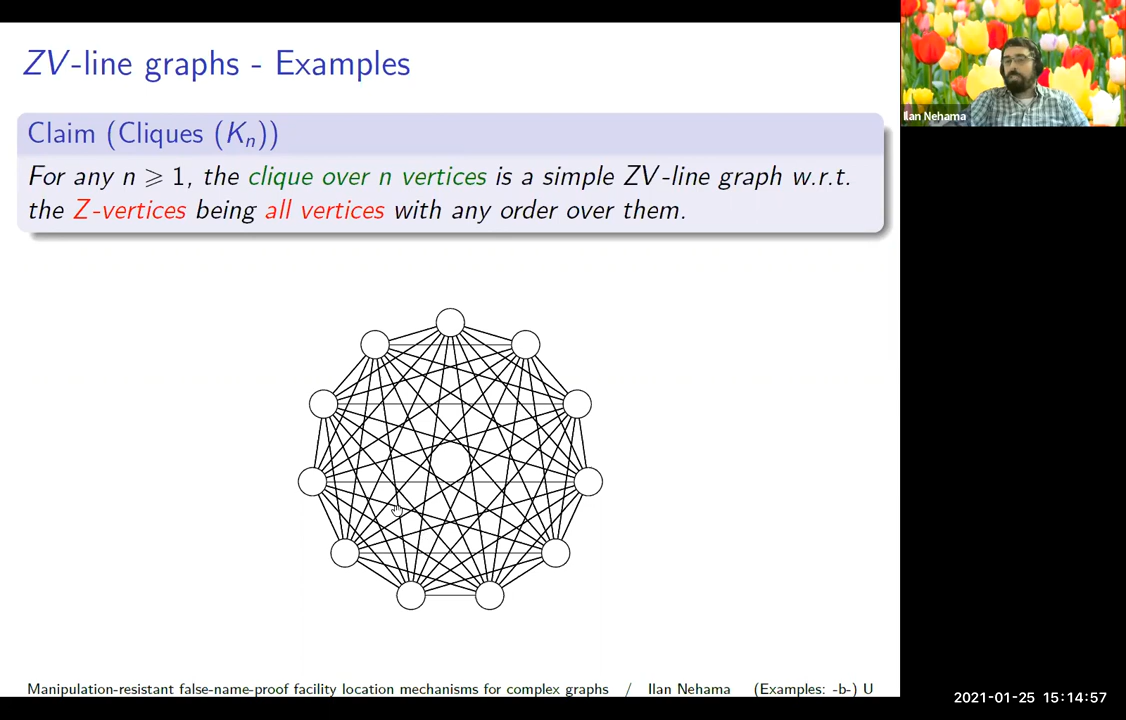 ZV-line graphs - Examples
Claim (Cliques (Kₙ))
For any n ⩾ 1, the clique over n vertices is a simple ZV-line graph w.r.t.
the Z-vertices being all vertices with any order over them.
Ilan Nehama
Manipulation-resistant false-name-proof facility location mechanisms for complex graphs / Ilan Nehama (Examples: -b-) U
2021-01-25 15:14:57